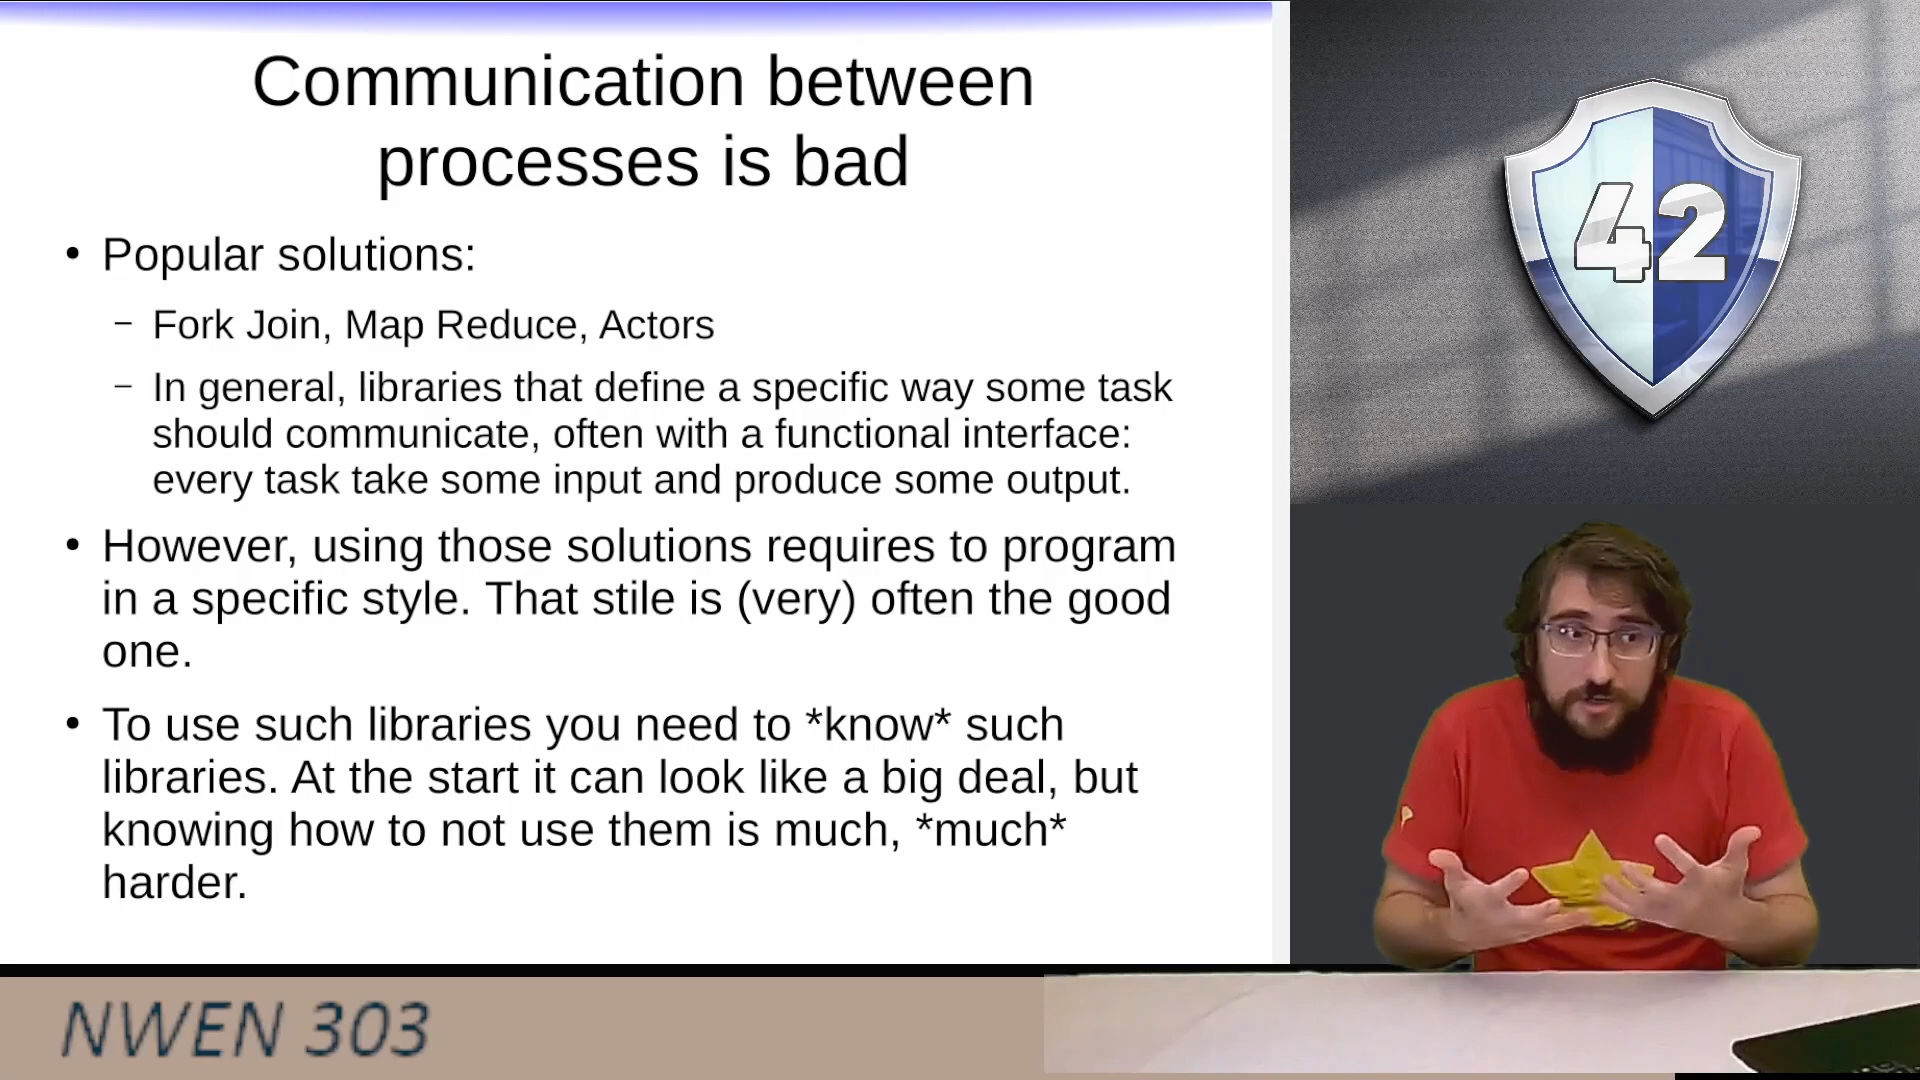 Communication between
processes is bad
• Popular solutions:
– Fork Join, Map Reduce, Actors
– In general, libraries that define a specific way some task
should communicate, often with a functional interface:
every task take some input and produce some output.
• However, using those solutions requires to program
in a specific style. That stile is (very) often the good
one.
• To use such libraries you need to *know* such
libraries. At the start it can look like a big deal, but
knowing how to not use them is much, *much*
harder.
42
NWEN 303